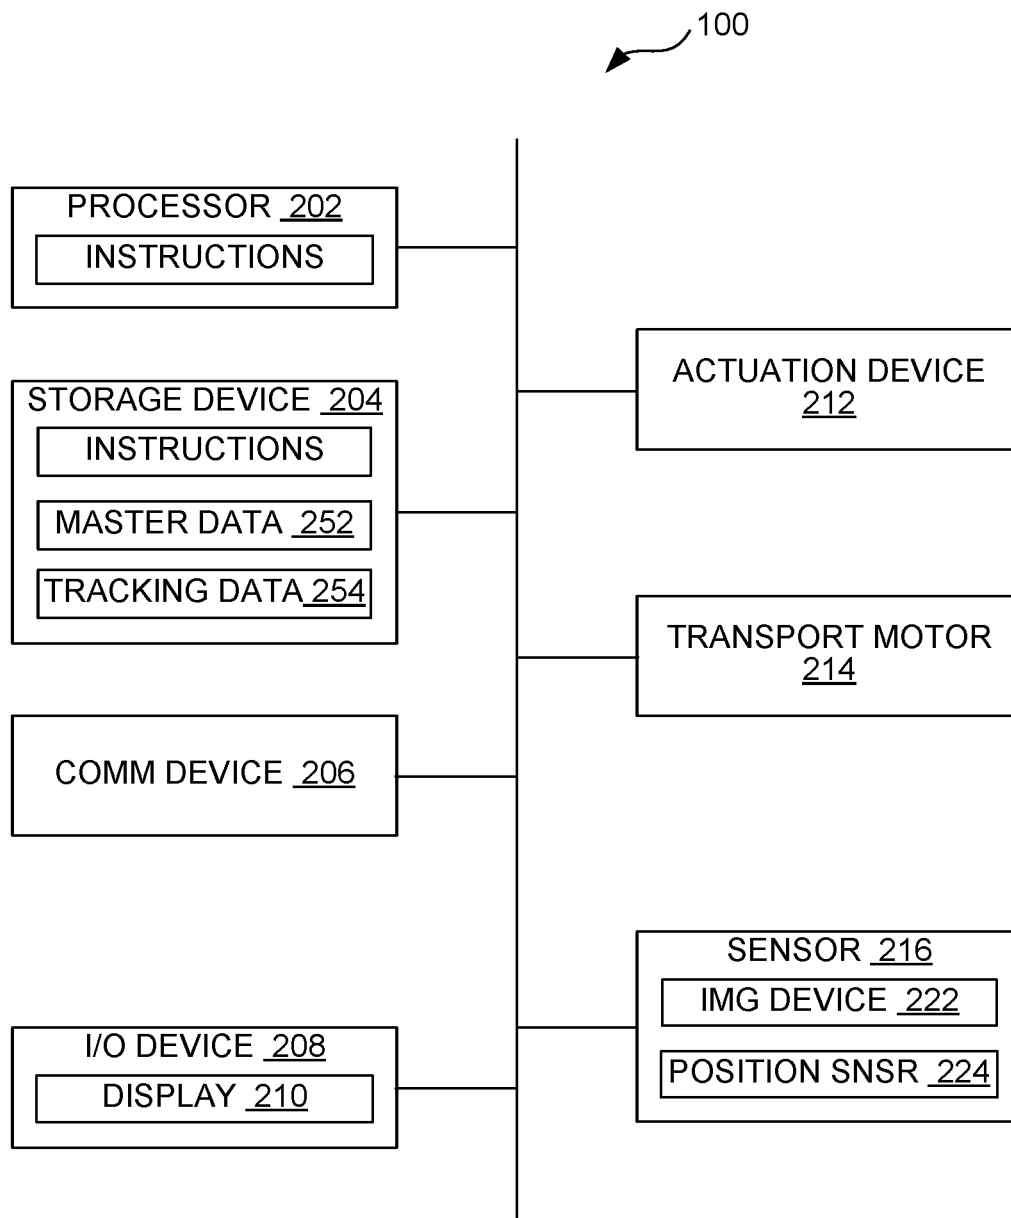 100
PROCESSOR 202
INSTRUCTIONS
STORAGE DEVICE 204
INSTRUCTIONS
MASTER DATA 252
TRACKING DATA 254
COMM DEVICE 206
I/O DEVICE 208
DISPLAY 210
ACTUATION DEVICE
212
TRANSPORT MOTOR
214
SENSOR 216
IMG DEVICE 222
POSITION SNSR 224